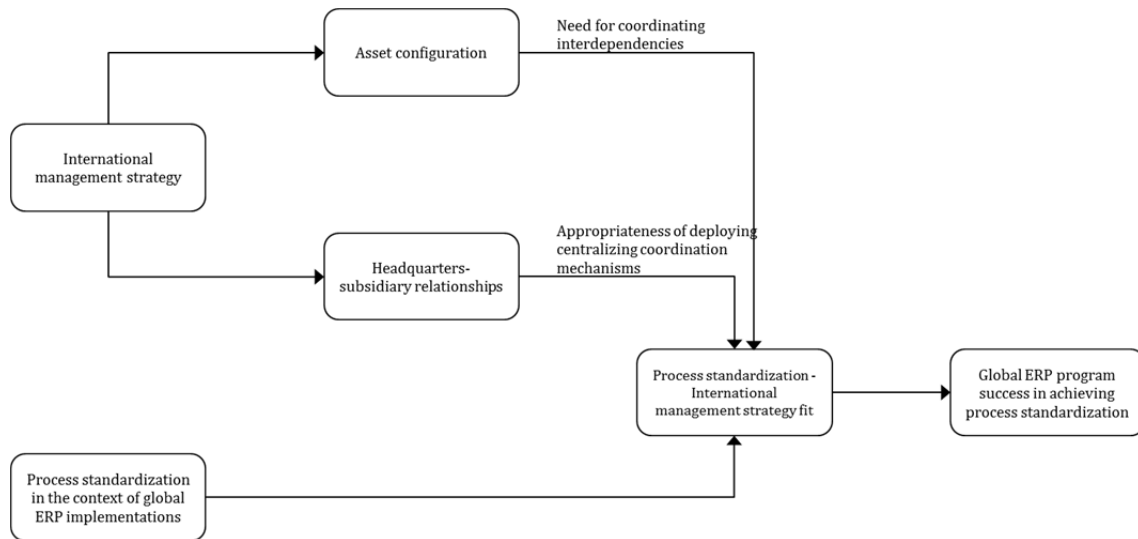 Asset configuration
Need for coordinating
interdependencies
International
management strategy
Headquarters-
subsidiary relationships
Appropriateness of deploying
centralizing coordination
mechanisms
Process standardization -
International
management strategy fit
Global ERP program
success in achieving
process standardization
Process standardization
in the context of global
ERP implementations